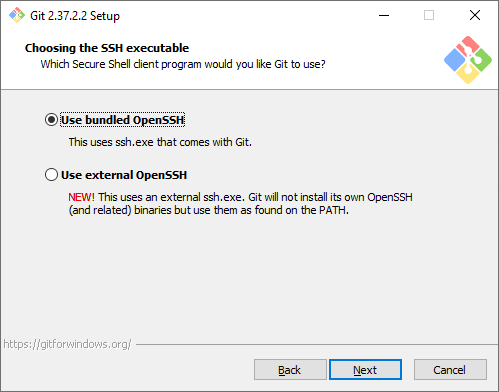 Git 2.37.2.2 Setup
Choosing the SSH executable
Which Secure Shell client program would you like Git to use?
Use bundled OpenSSH
This uses ssh.exe that comes with Git.
Use external OpenSSH
NEW! This uses an external ssh.exe. Git will not install its own OpenSSH
(and related) binaries but use them as found on the PATH.
https://gitforwindows.org/
Back Next Cancel